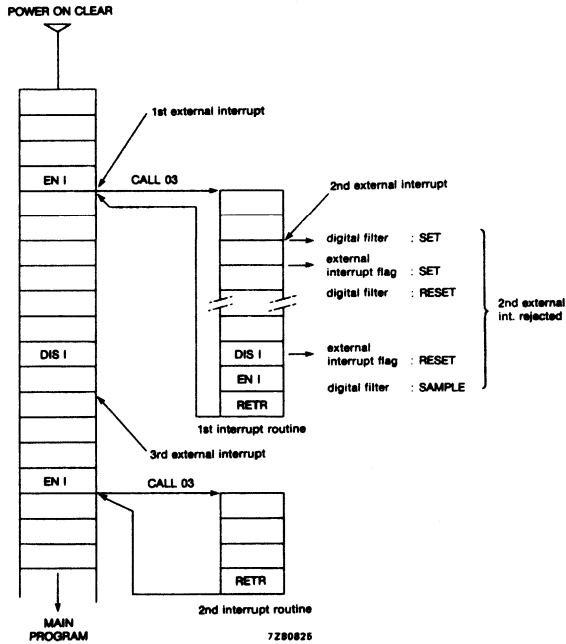 POWER ON CLEAR
1st external interrupt
EN I
CALL 03
2nd external interrupt
digital filter : SET
external
interrupt flag : SET
digital filter : RESET
2nd external
int. rejected
DIS I
DIS I
external
interrupt flag : RESET
EN I
digital filter : SAMPLE
RETR
1st interrupt routine
3rd external interrupt
EN I
CALL 03
RETR
2nd interrupt routine
MAIN
PROGRAM
7Z80825